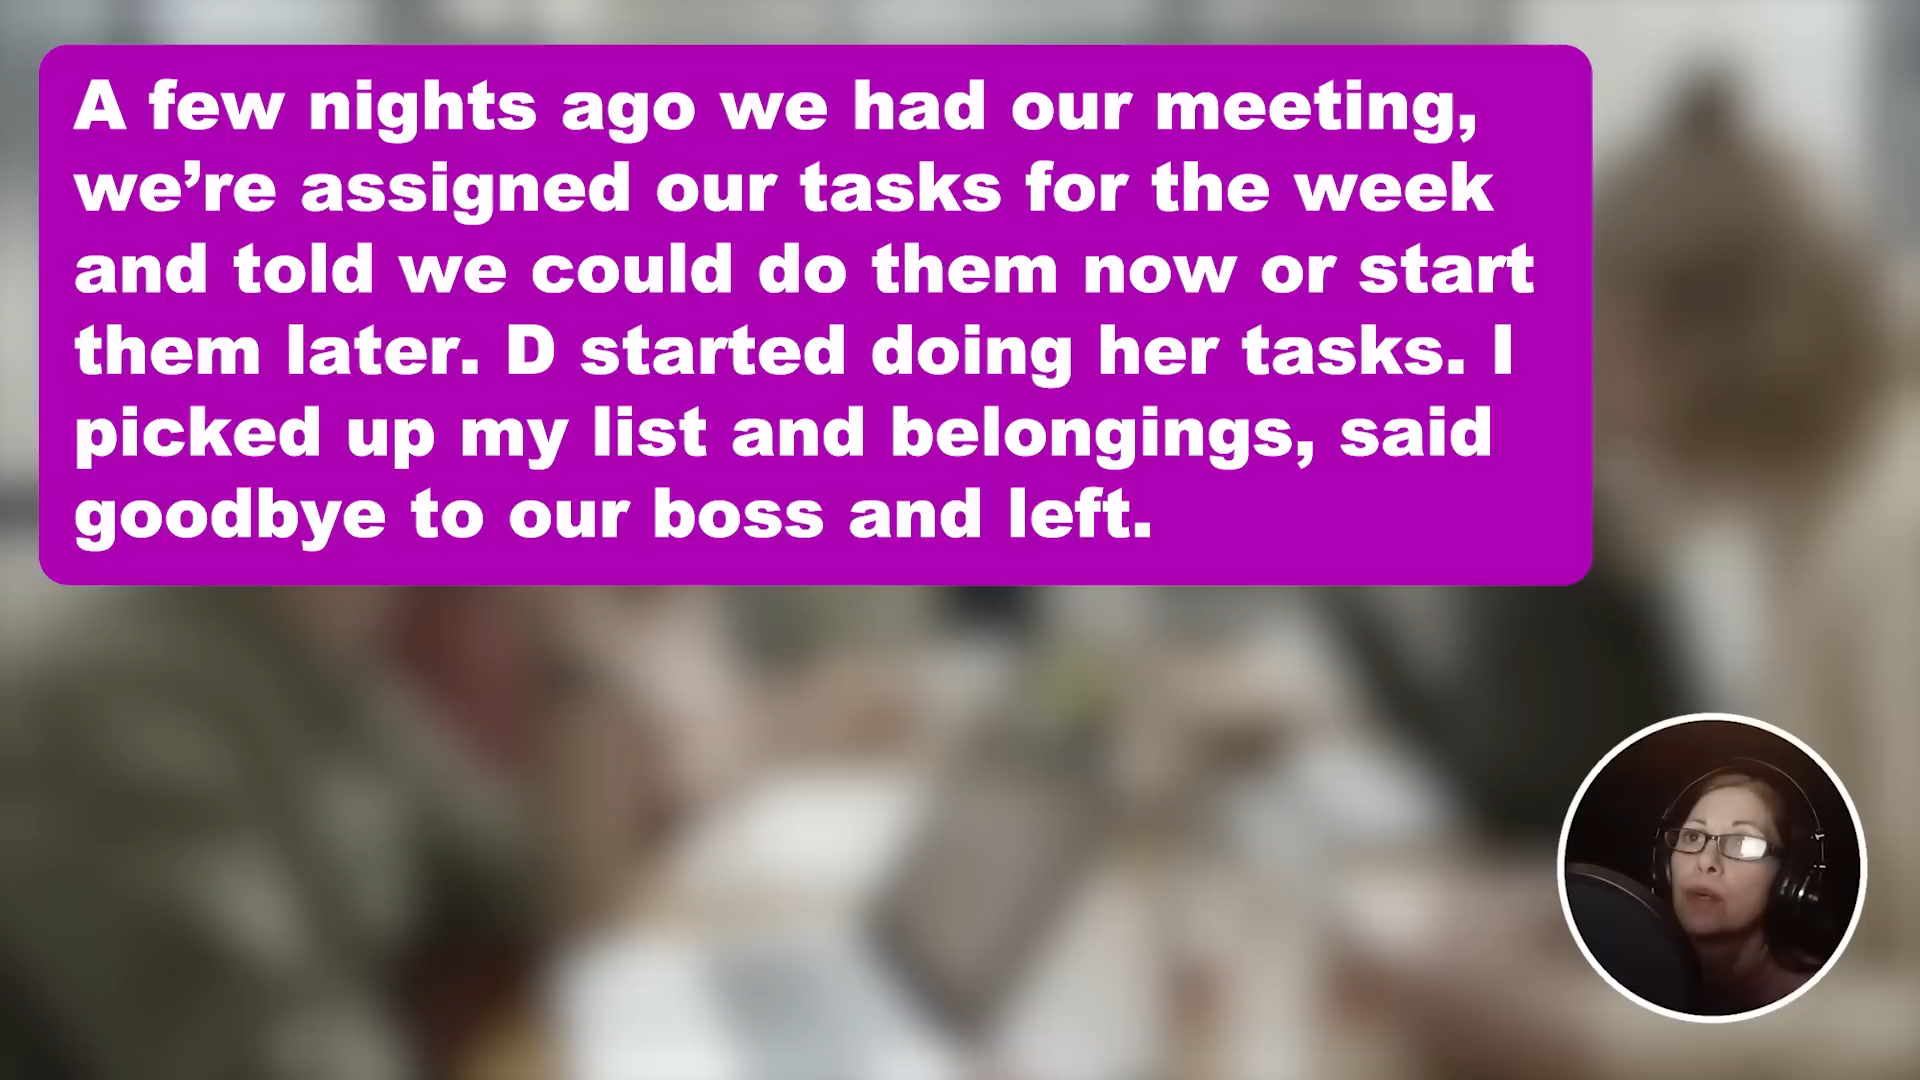 A few nights ago we had our meeting,
we’re assigned our tasks for the week
and told we could do them now or start
them later. D started doing her tasks. I
picked up my list and belongings, said
goodbye to our boss and left.